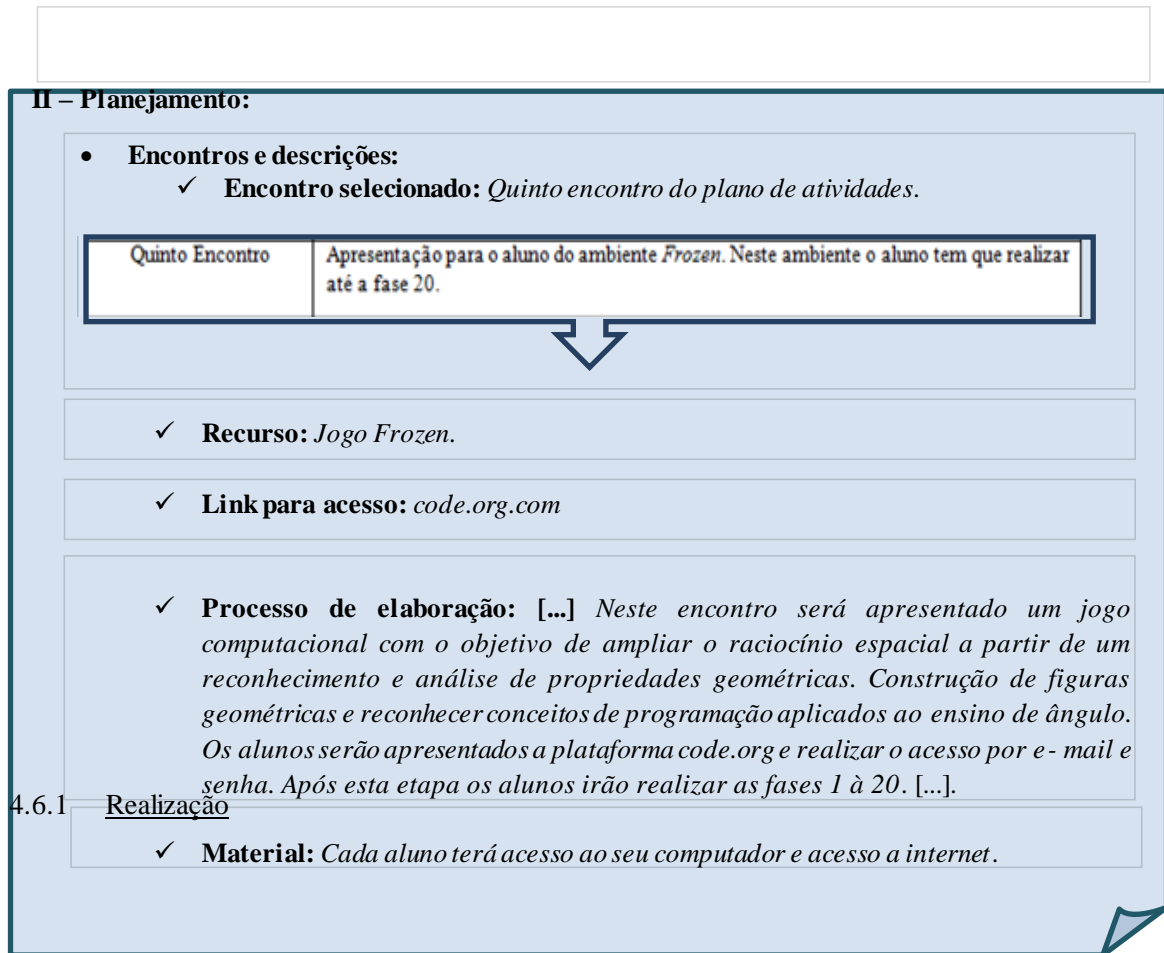 II – Planejamento:
• Encontros e descrições:
✓ Encontro selecionado: Quinto encontro do plano de atividades.
Quinto Encontro Apresentação para o aluno do ambiente Frozen. Neste ambiente o aluno tem que realizar
até a fase 20.
✓ Recurso: Jogo Frozen.
✓ Link para acesso: code.org.com
✓ Processo de elaboração: [...] Neste encontro será apresentado um jogo
computacional com o objetivo de ampliar o raciocínio espacial a partir de um
reconhecimento e análise de propriedades geométricas. Construção de figuras
geométricas e reconhecer conceitos de programação aplicados ao ensino de ângulo.
Os alunos serão apresentados a plataforma code.org e realizar o acesso por e- mail e
senha. Após esta etapa os alunos irão realizar as fases 1 à 20. [...].
4.6.1 Realização
✓ Material: Cada aluno terá acesso ao seu computador e acesso a internet.